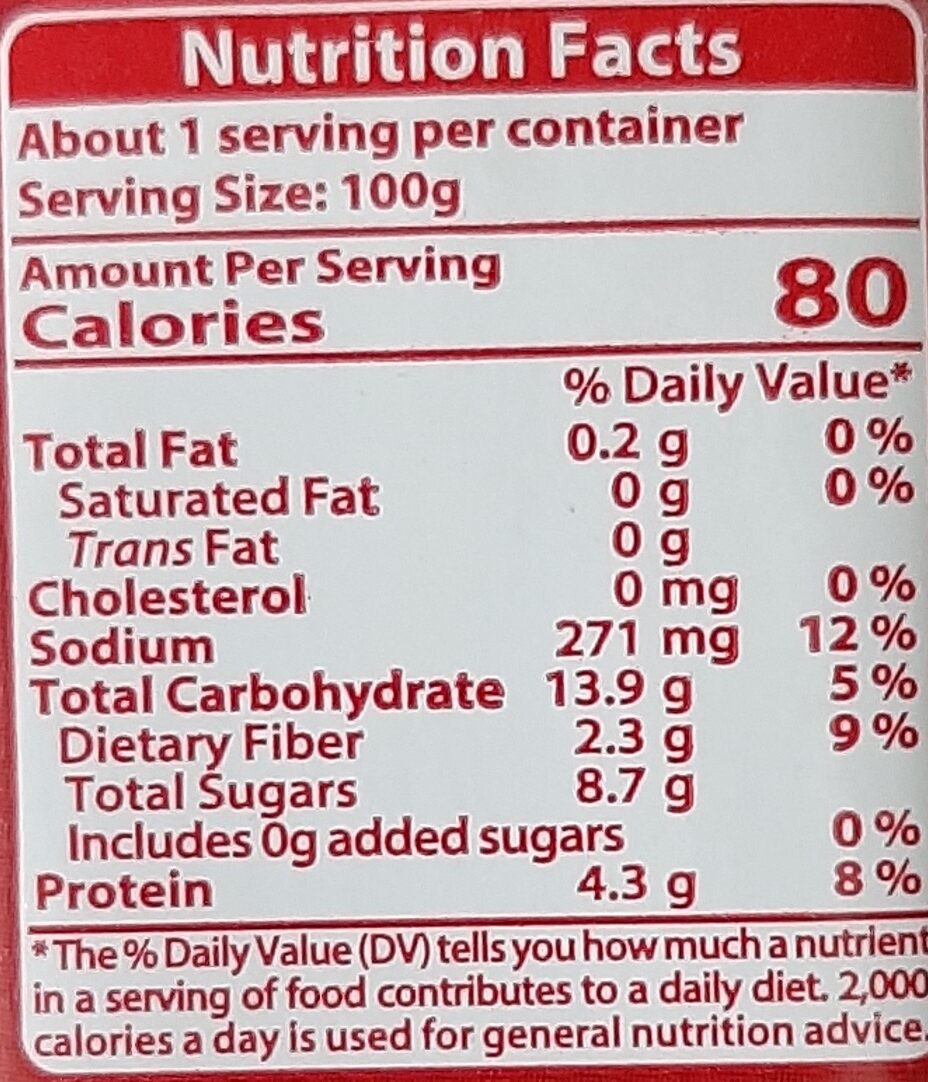 Nutrition Facts
About 1 serving per container
Serving Size: 100g
Amount Per Serving
Calories 80
% Daily Value*
Total Fat 0.2 g 0 %
Saturated Fat 0 g 0 %
Trans Fat 0 g
Cholesterol 0 mg 0 %
Sodium 271 mg 12 %
Total Carbohydrate 13.9 g 5 %
Dietary Fiber 2.3 g 9 %
Total Sugars 8.7 g
Includes 0g added sugars 0 %
Protein 4.3 g 8 %
*The % Daily Value (DV) tells you how much a nutrient
in a serving of food contributes to a daily diet. 2,000
calories a day is used for general nutrition advice.